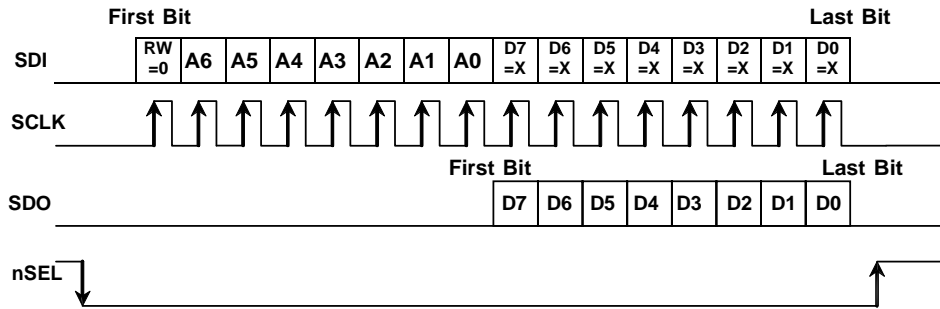 First Bit Last Bit
SDI RW =0 A6 A5 A4 A3 A2 A1 A0 D7 =X D6 =X D5 =X D4 =X D3 =X D2 =X D1 =X D0 =X
SCLK
First Bit Last Bit
SDO D7 D6 D5 D4 D3 D2 D1 D0
nSEL